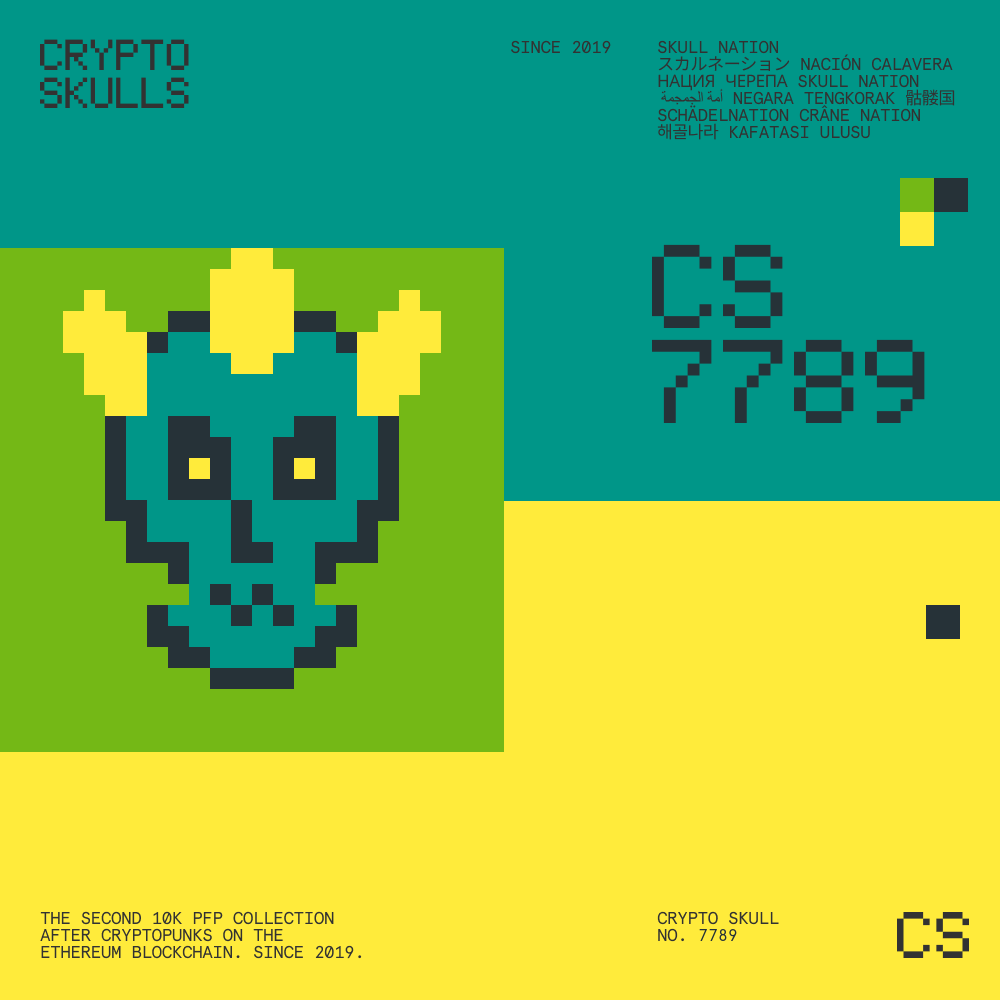 CRYPTO
SKULLS
SINCE 2019
SKULL NATION
スカルネーション NACIÓN CALAVERA
НАЦИЯ ЧЕРЕПА SKULL NATION
أمة الجمجمة NEGARA TENGKORAK 骷髅国
SCHÄDELNATION CRÂNE NATION
해골나라 KAFATASI ULUSU
CS
7789
THE SECOND 10K PFP COLLECTION
AFTER CRYPTOPUNKS ON THE
ETHEREUM BLOCKCHAIN. SINCE 2019.
CRYPTO SKULL
NO. 7789
CS